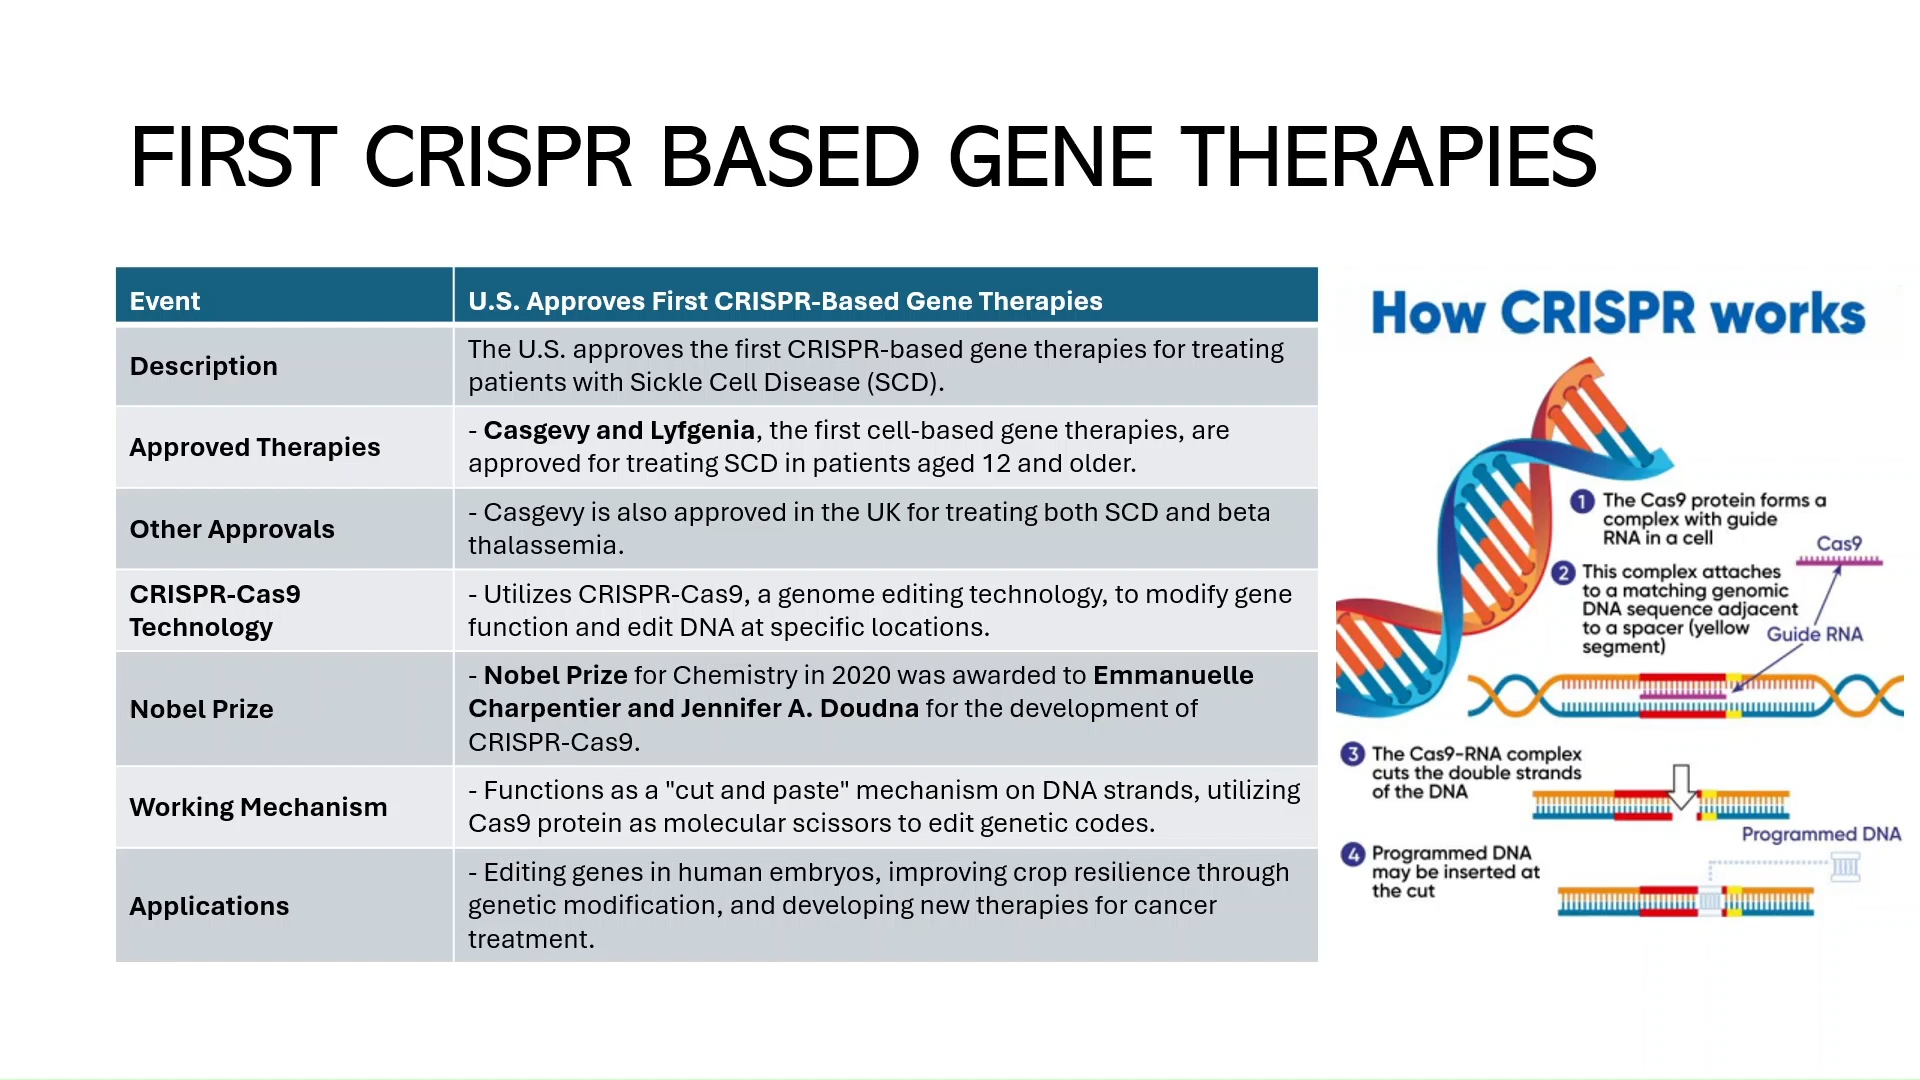 FIRST CRISPR BASED GENE THERAPIES
Event
U.S. Approves First CRISPR-Based Gene Therapies
Description
The U.S. approves the first CRISPR-based gene therapies for treating
patients with Sickle Cell Disease (SCD).
Approved Therapies
- Casgevy and Lyfgenia, the first cell-based gene therapies, are
approved for treating SCD in patients aged 12 and older.
Other Approvals
- Casgevy is also approved in the UK for treating both SCD and beta
thalassemia.
CRISPR-Cas9
Technology
- Utilizes CRISPR-Cas9, a genome editing technology, to modify gene
function and edit DNA at specific locations.
Nobel Prize
- Nobel Prize for Chemistry in 2020 was awarded to Emmanuelle
Charpentier and Jennifer A. Doudna for the development of
CRISPR-Cas9.
Working Mechanism
- Functions as a "cut and paste" mechanism on DNA strands, utilizing
Cas9 protein as molecular scissors to edit genetic codes.
Applications
- Editing genes in human embryos, improving crop resilience through
genetic modification, and developing new therapies for cancer
treatment.
How CRISPR works
1 The Cas9 protein forms a
complex with guide
RNA in a cell
Cas9
2 This complex attaches
to a matching genomic
DNA sequence adjacent
to a spacer (yellow
segment)
Guide RNA
3 The Cas9-RNA complex
cuts the double strands
of the DNA
Programmed DNA
4 Programmed DNA
may be inserted at
the cut